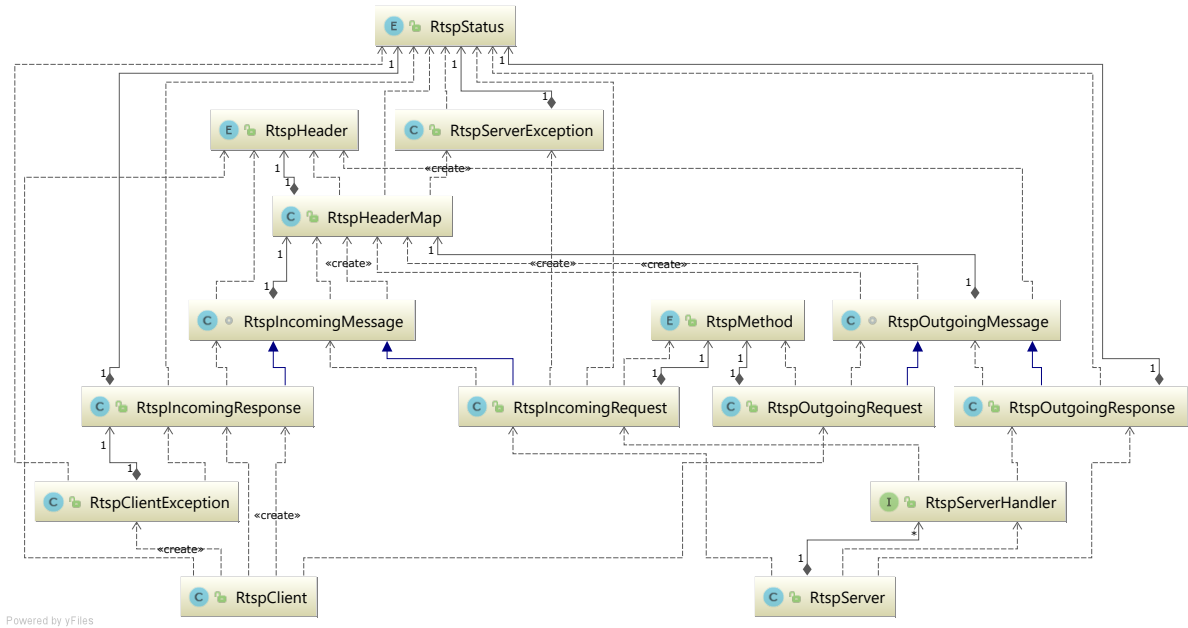 E RtspStatus
1
1
1
1
E RtspHeader
C RtspServerException
1
1
«create»
C RtspHeaderMap
1
1
«create»
«create»
«create»
1
1
C RtspIncomingMessage
E RtspMethod
C RtspOutgoingMessage
1
1
1
1
1
1
C RtspIncomingResponse
C RtspIncomingRequest
C RtspOutgoingRequest
C RtspOutgoingResponse
1
1
C RtspClientException
I RtspServerHandler
«create»
*
«create»
1
C RtspClient
C RtspServer
Powered by yFiles